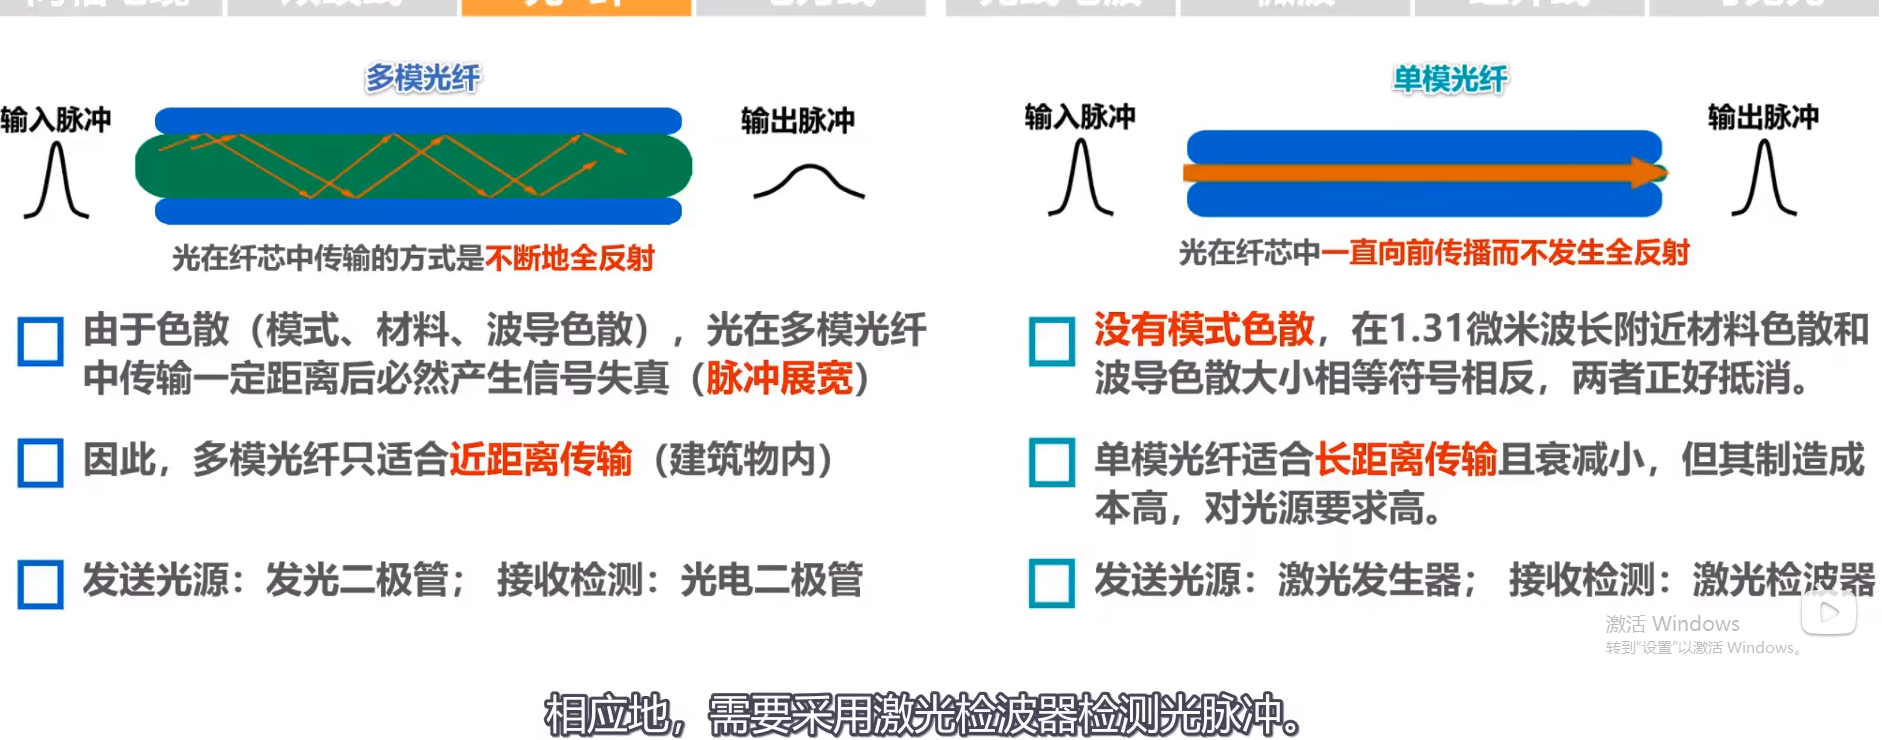 光纤
多模光纤
输入脉冲
输出脉冲
光在纤芯中传输的方式是不断地全反射
由于色散（模式、材料、波导色散），光在多模光纤
中传输一定距离后必然产生信号失真（脉冲展宽）
因此，多模光纤只适合近距离传输（建筑物内）
发送光源：发光二极管； 接收检测：光电二极管
单模光纤
输入脉冲
输出脉冲
光在纤芯中一直向前传播而不发生全反射
没有模式色散，在1.31微米波长附近材料色散和
波导色散大小相等符号相反，两者正好抵消。
单模光纤适合长距离传输且衰减小，但其制造成
本高，对光源要求高。
发送光源：激光发生器； 接收检测：激光检波器
激活 Windows
转到“设置”以激活 Windows。
相应地，需要采用激光检波器检测光脉冲。